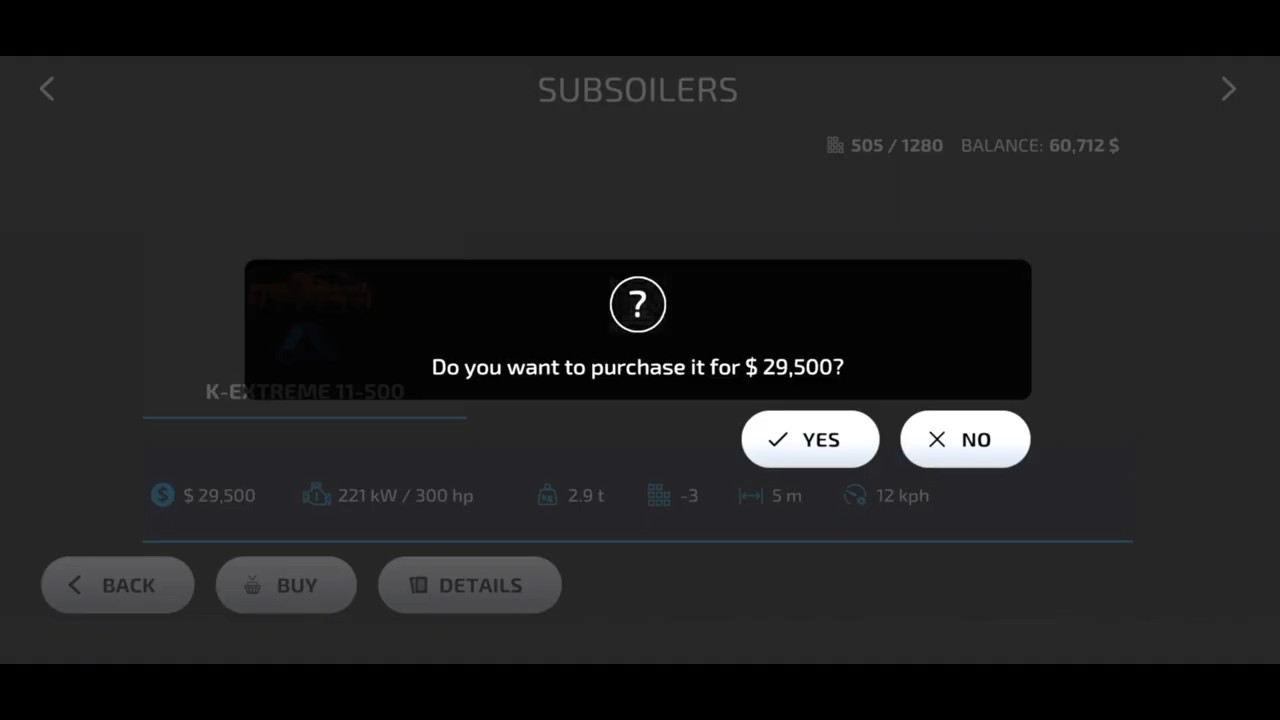 SUBSOILERS
505 / 1280 BALANCE: 60,712 $
?
Do you want to purchase it for $ 29,500?
K-EXTREME 11-500
YES NO
$ 29,500 221 kW / 300 hp 2.9 t -3 5 m 12 kph
BACK BUY DETAILS